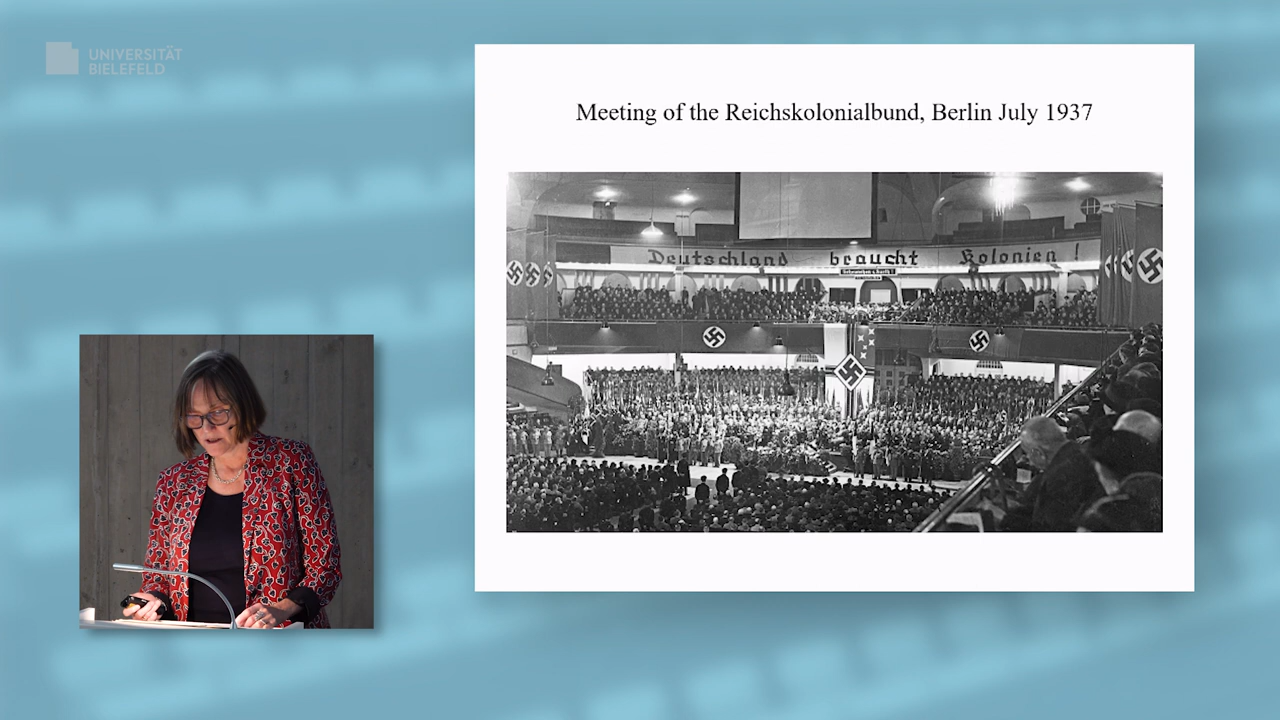 UNIVERSITÄT
BIELEFELD
Meeting of the Reichskolonialbund, Berlin July 1937
Deutschland braucht Kolonien !